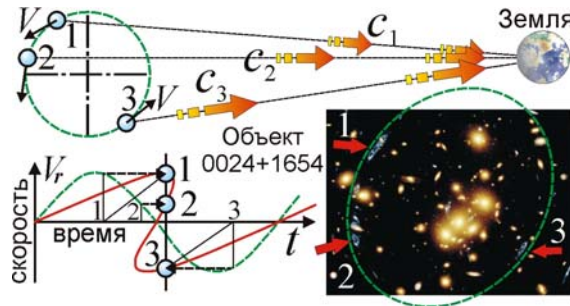 V
1
2
3
V
c₁
c₂
c₃
Земля
Объект
0024+1654
Vᵣ
скорость
время
t
1
2
3
1
2
3
1
2
3